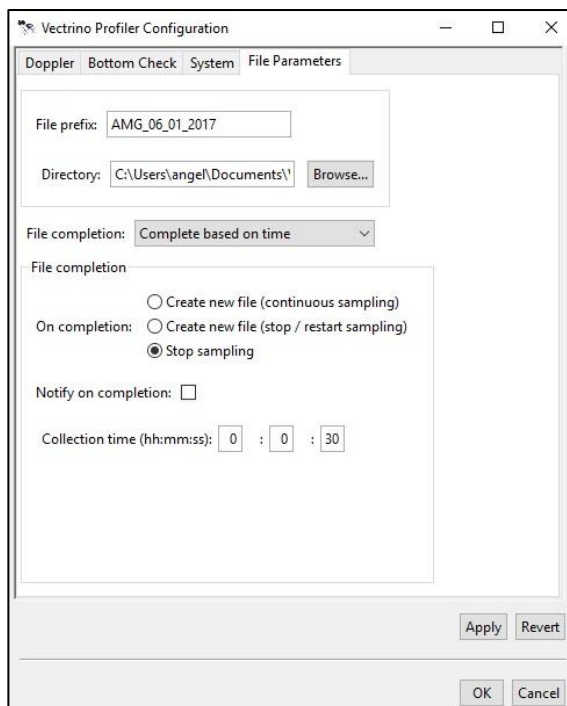 Vectrino Profiler Configuration
Doppler Bottom Check System File Parameters
File prefix: AMG_06_01_2017
Directory: C:\Users\angel\Documents\ Browse...
File completion: Complete based on time
File completion
Create new file (continuous sampling)
On completion: Create new file (stop / restart sampling)
Stop sampling
Notify on completion:
Collection time (hh:mm:ss): 0 : 0 : 30
Apply Revert
OK Cancel